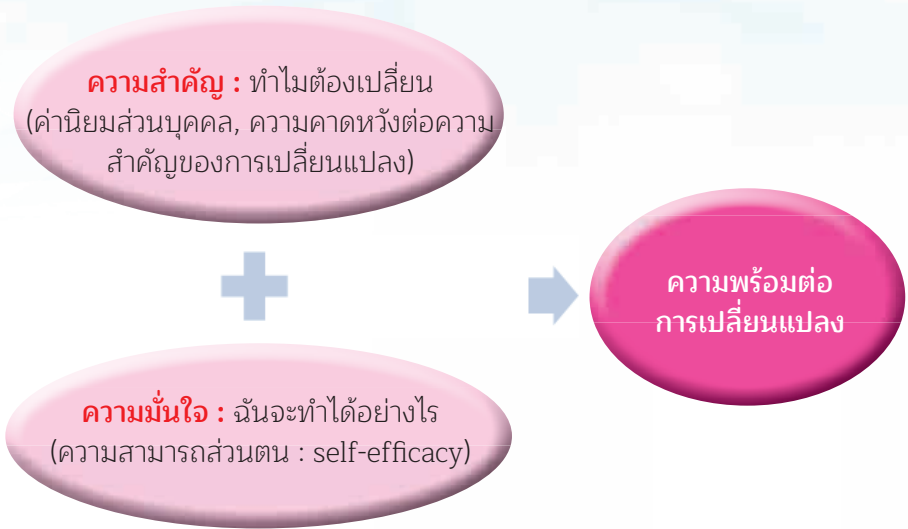 ความสำคัญ : ทำไมต้องเปลี่ยน
(ค่านิยมส่วนบุคคล, ความคาดหวังต่อความ
สำคัญของการเปลี่ยนแปลง)
ความมั่นใจ : ฉันจะทำได้อย่างไร
(ความสามารถส่วนตน : self-efficacy)
ความพร้อมต่อ
การเปลี่ยนแปลง